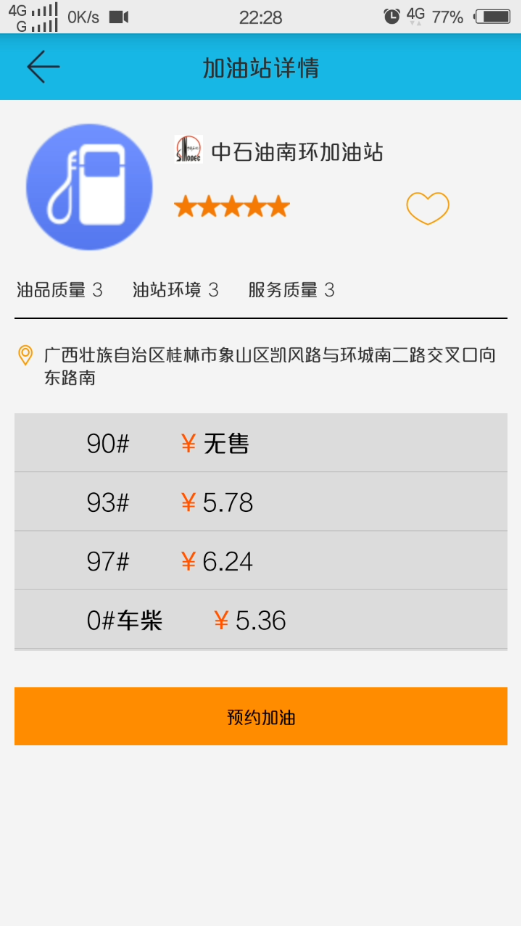 4G 0K/s 22:28 4G 77%
G
加油站详情
Sinopec 中石油南环加油站
油品质量 3 油站环境 3 服务质量 3
广西壮族自治区桂林市象山区凯风路与环城南二路交叉口向
东路南
90# ¥ 无售
93# ¥ 5.78
97# ¥ 6.24
0#车柴 ¥ 5.36
预约加油